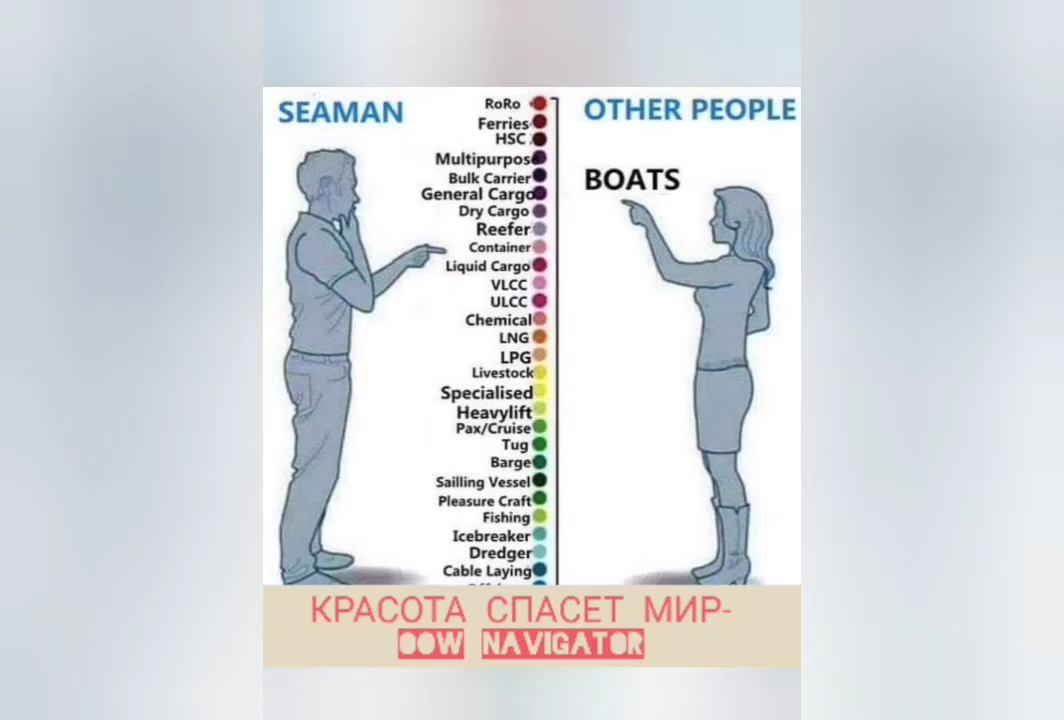 SEAMAN
OTHER PEOPLE
RoRo
Ferries
HSC
Multipurpose
Bulk Carrier
General Cargo
Dry Cargo
Reefer
Container
Liquid Cargo
VLCC
ULCC
Chemical
LNG
LPG
Livestock
Specialised
Heavylift
Pax/Cruise
Tug
Barge
Sailling Vessel
Pleasure Craft
Fishing
Icebreaker
Dredger
Cable Laying
BOATS
КРАСОТА СПАСЕТ МИР-
OOW NAVIGATOR